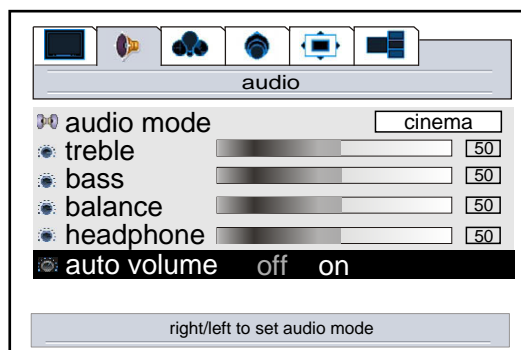 audio
audio mode cinema
treble 50
bass 50
balance 50
headphone 50
auto volume off on
right/left to set audio mode